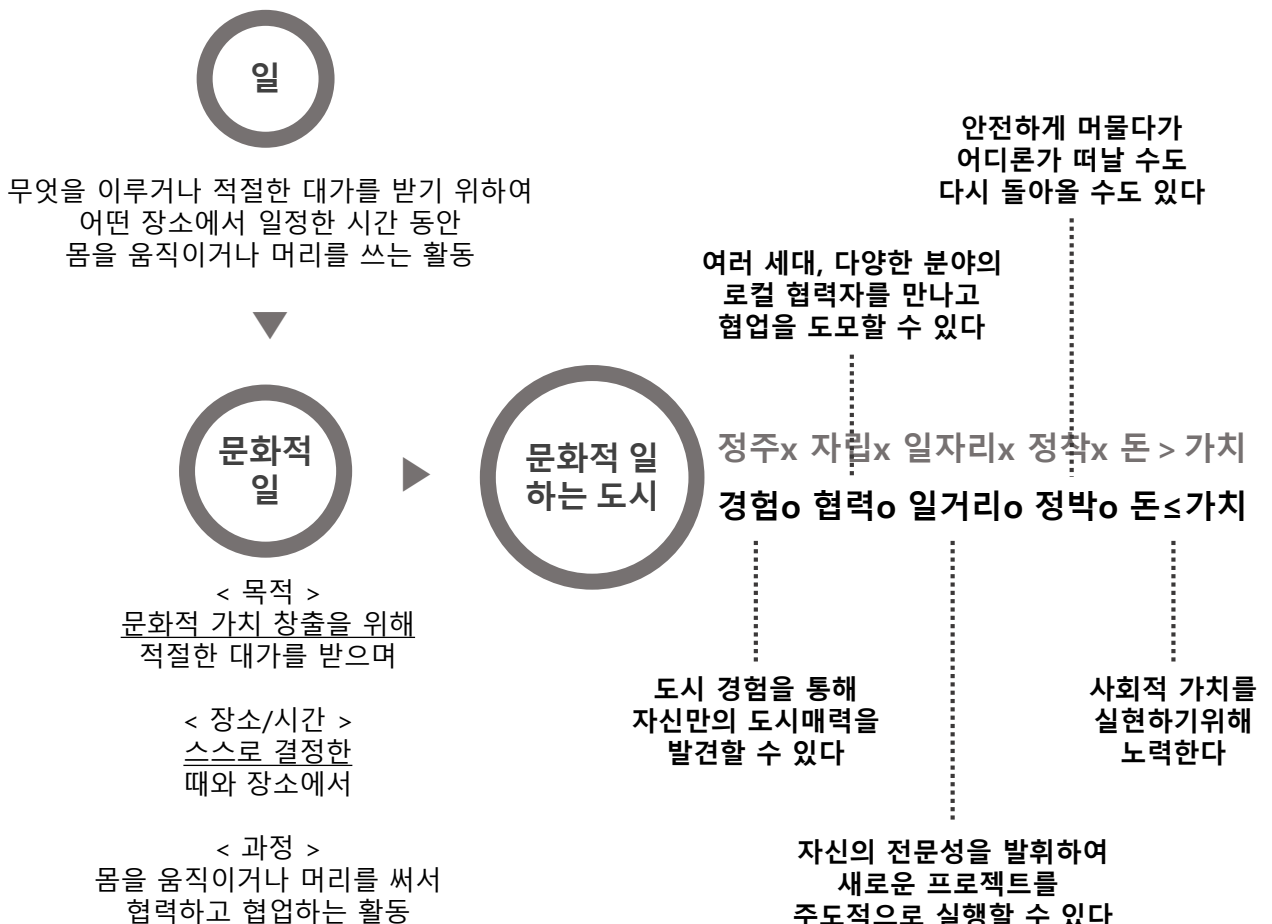 일
무엇을 이루거나 적절한 대가를 받기 위하여
어떤 장소에서 일정한 시간 동안
몸을 움직이거나 머리를 쓰는 활동
문화적
일
< 목적 >
문화적 가치 창출을 위해
적절한 대가를 받으며
< 장소/시간 >
스스로 결정한
때와 장소에서
< 과정 >
몸을 움직이거나 머리를 써서
협력하고 협업하는 활동
문화적 일
하는 도시
안전하게 머물다가
어디론가 떠날 수도
다시 돌아올 수도 있다
여러 세대, 다양한 분야의
로컬 협력자를 만나고
협업을 도모할 수 있다
정주x 자립x 일자리x 정착x 돈 > 가치
경험o 협력o 일거리o 정박o 돈≤가치
도시 경험을 통해
자신만의 도시매력을
발견할 수 있다
사회적 가치를
실현하기위해
노력한다
자신의 전문성을 발휘하여
새로운 프로젝트를
주도적으로 실행할 수 있다